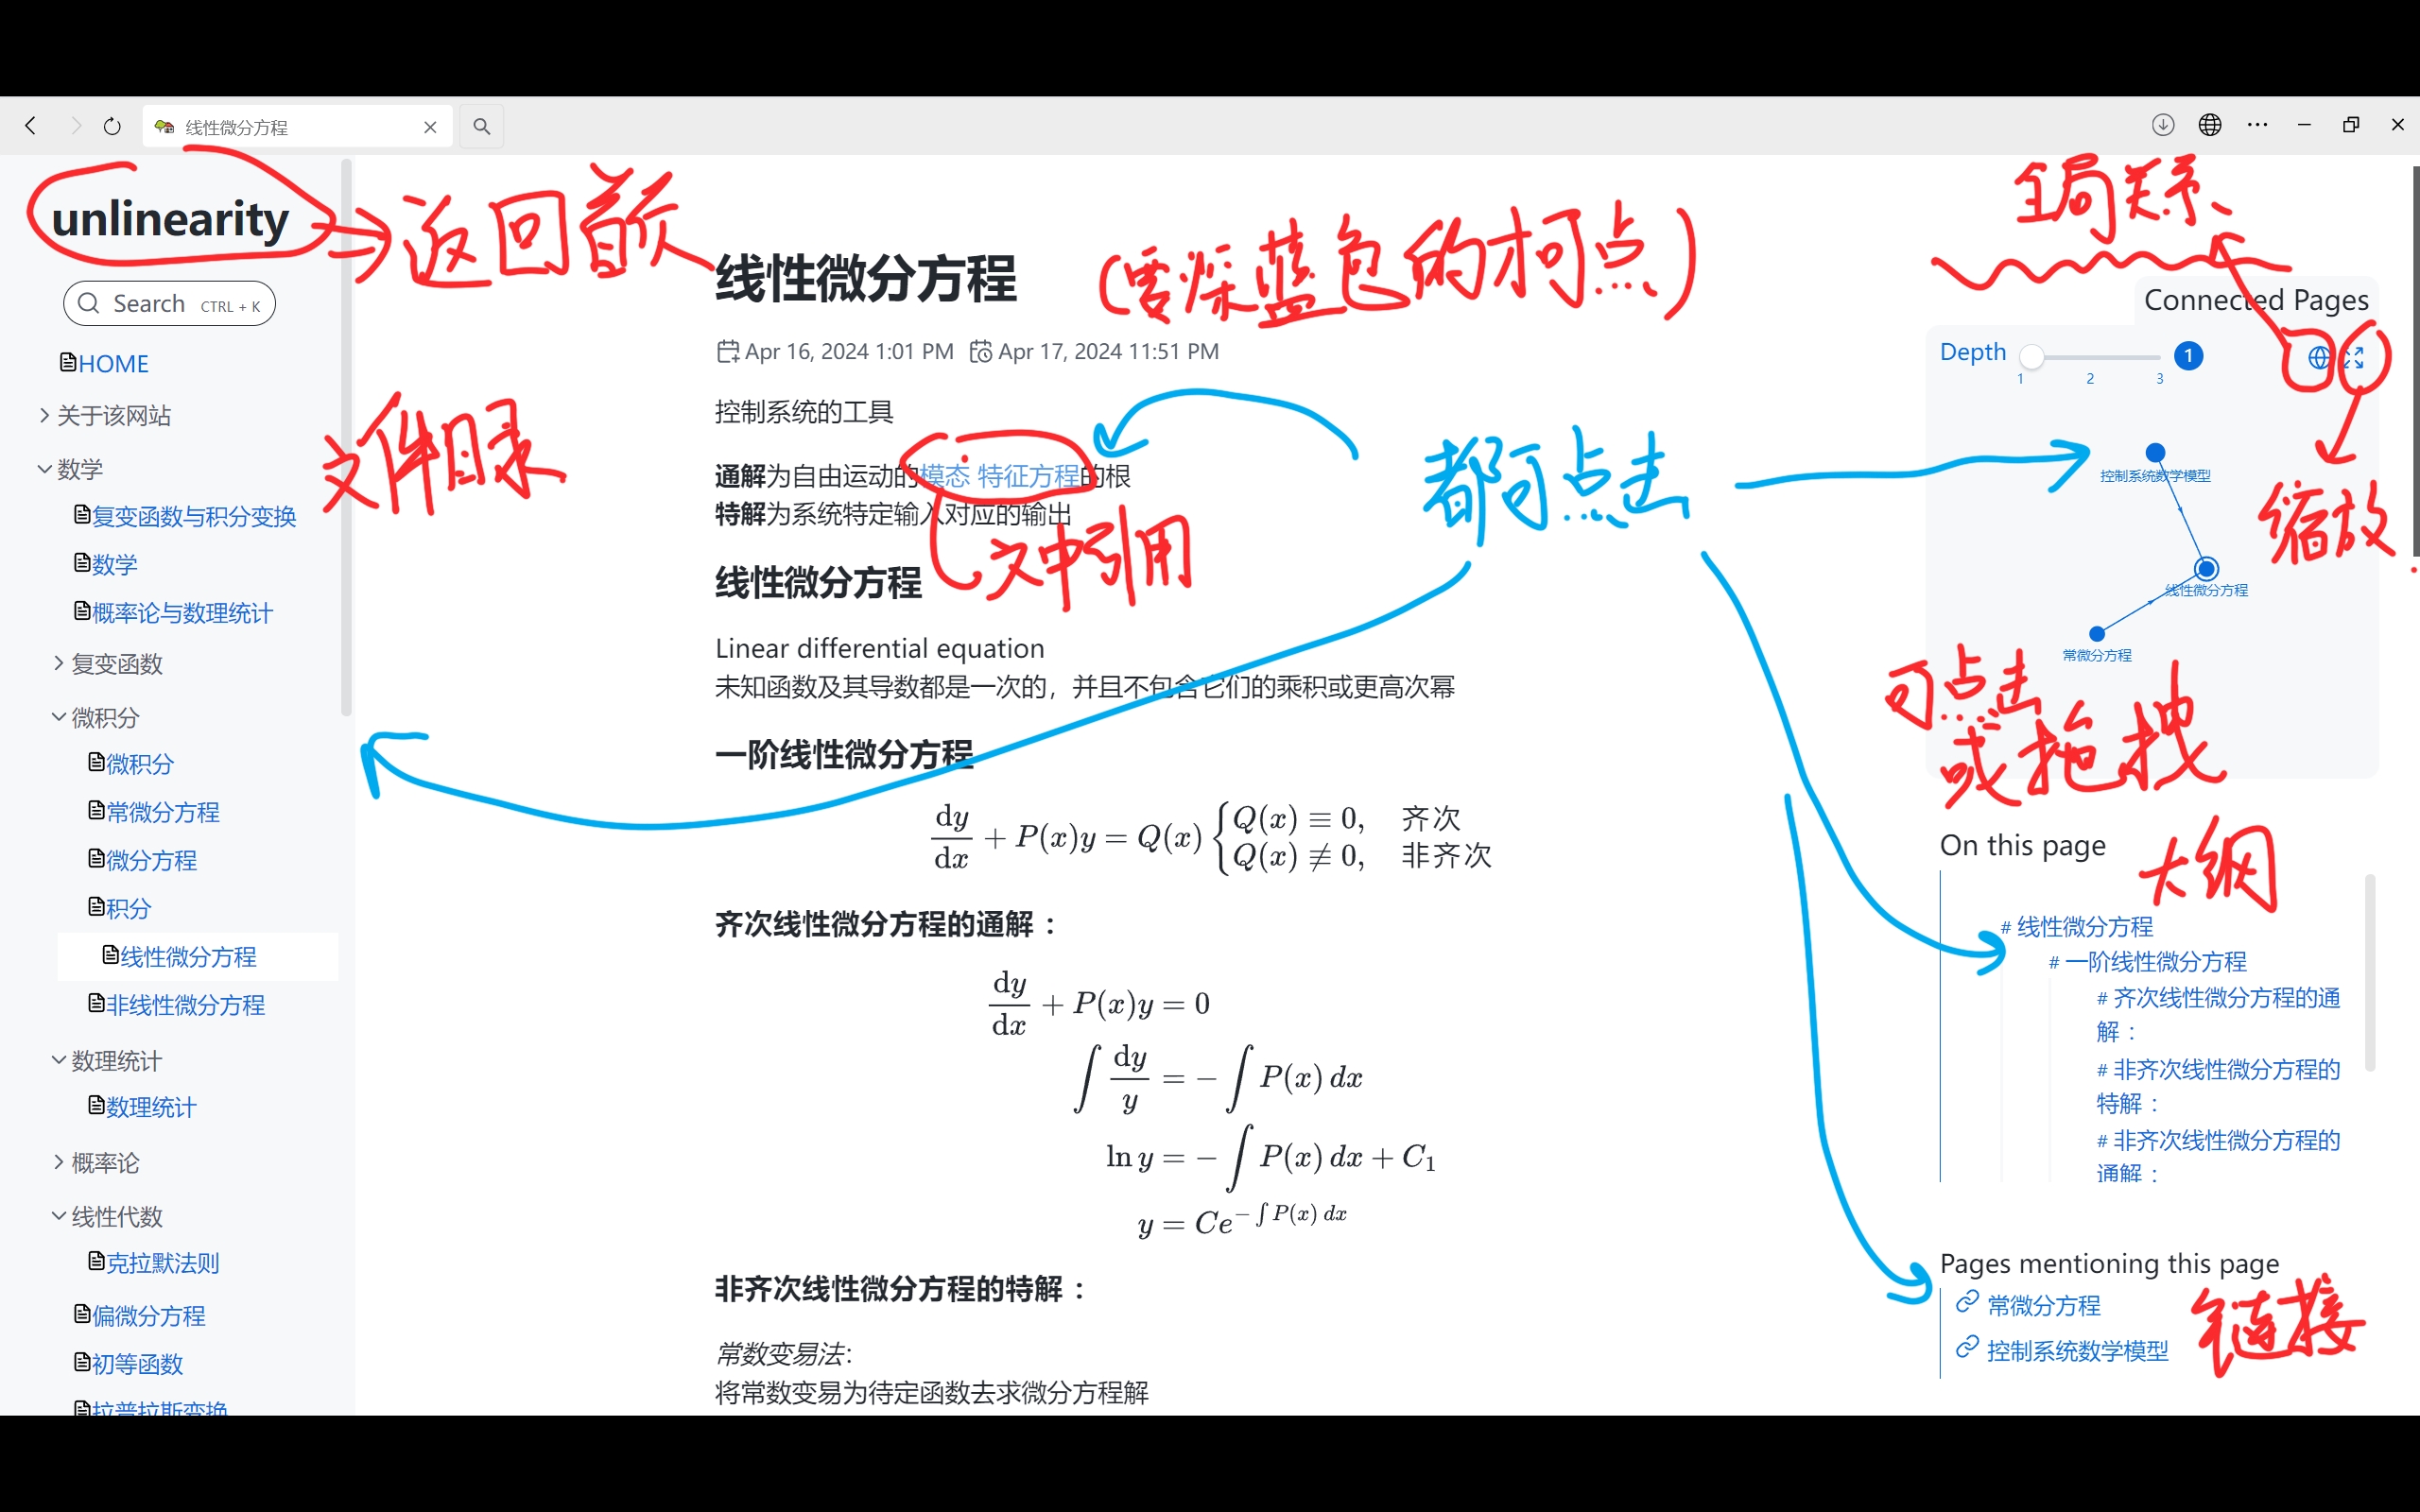 线性微分方程
unlinearity
返回首页
Search CTRL + K
HOME
关于该网站
数学
复变函数与积分变换
数学
概率论与数理统计
复变函数
微积分
微积分
常微分方程
微分方程
积分
线性微分方程
非线性微分方程
数理统计
数理统计
概率论
线性代数
克拉默法则
偏微分方程
初等函数
拉普拉斯变换
文件目录
线性微分方程
蓝色的可点)
Apr 16, 2024 1:01 PM Apr 17, 2024 11:51 PM
控制系统的工具
通解为自由运动的模态 特征方程的根
特解为系统特定输入对应的输出
文中引用
都可点击
线性微分方程
Linear differential equation
未知函数及其导数都是一次的，并且不包含它们的乘积或更高次幂
一阶线性微分方程
dy/dx + P(x)y = Q(x) { Q(x) ≡ 0, 齐次
Q(x) ≢ 0, 非齐次
齐次线性微分方程的通解：
dy/dx + P(x)y = 0
∫ dy/y = − ∫ P(x) dx
ln y = − ∫ P(x) dx + C₁
y = Ce^{−∫ P(x) dx}
非齐次线性微分方程的特解：
常数变易法:
将常数变易为待定函数去求微分方程解
全局关系
Connected Pages
Depth 1
1 2 3
缩放
控制系统数学模型
线性微分方程
常微分方程
可点击
或拖拽
On this page
大纲
# 线性微分方程
# 一阶线性微分方程
# 齐次线性微分方程的通
解：
# 非齐次线性微分方程的
特解：
# 非齐次线性微分方程的
通解：
Pages mentioning this page
常微分方程
控制系统数学模型
链接